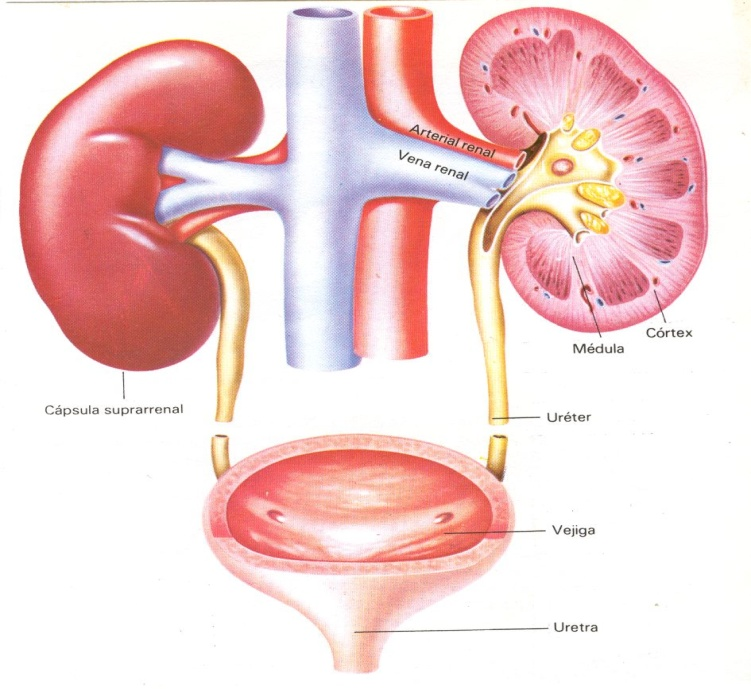 Arterial renal
Vena renal
Córtex
Médula
Cápsula suprarrenal
Uréter
Vejiga
Uretra